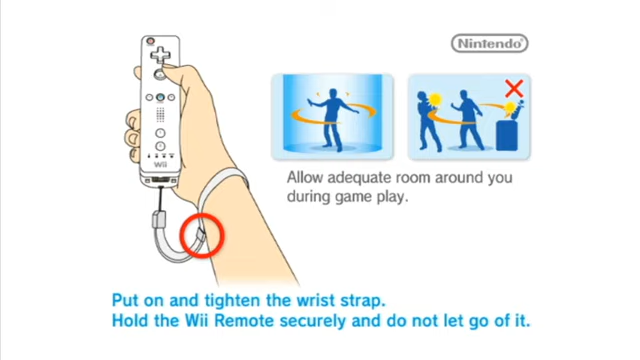 Nintendo
Wii
Allow adequate room around you
during game play.
Put on and tighten the wrist strap.
Hold the Wii Remote securely and do not let go of it.